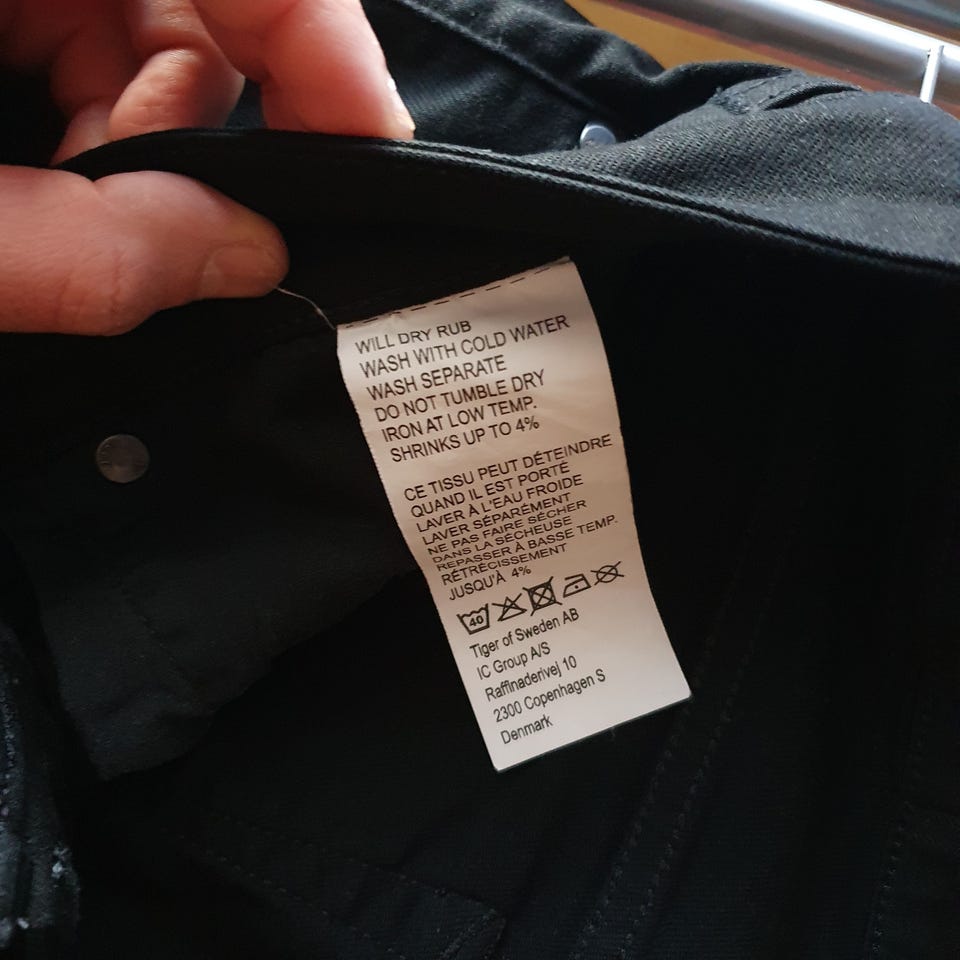 WILL DRY RUB
WASH WITH COLD WATER
WASH SEPARATE
DO NOT TUMBLE DRY
IRON AT LOW TEMP.
SHRINKS UP TO 4%
CE TISSU PEUT DÉTEINDRE
QUAND IL EST PORTÉ
LAVER À L'EAU FROIDE
LAVER SÉPARÉMENT
NE PAS FAIRE SÉCHER
DANS LA SÉCHEUSE
REPASSER À BASSE TEMP.
RÉTRÉCISSEMENT
JUSQU'À 4%
40
Tiger of Sweden AB
IC Group A/S
Raffinaderivej 10
2300 Copenhagen S
Denmark